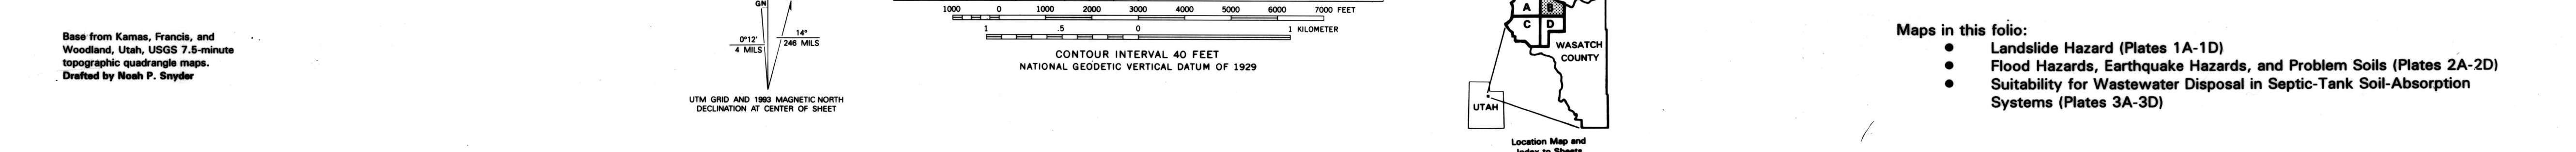 Base from Kamas, Francis, and
Woodland, Utah, USGS 7.5-minute
topographic quadrangle maps.
Drafted by Noah P. Snyder
GN
0°12'
4 MILS
14°
246 MILS
UTM GRID AND 1993 MAGNETIC NORTH
DECLINATION AT CENTER OF SHEET
1000 0 1000 2000 3000 4000 5000 6000 7000 FEET
1 .5 0 1 KILOMETER
CONTOUR INTERVAL 40 FEET
NATIONAL GEODETIC VERTICAL DATUM OF 1929
A B
C D
WASATCH
COUNTY
UTAH
Location Map and
Index to Sheets
Maps in this folio:
● Landslide Hazard (Plates 1A-1D)
● Flood Hazards, Earthquake Hazards, and Problem Soils (Plates 2A-2D)
● Suitability for Wastewater Disposal in Septic-Tank Soil-Absorption
Systems (Plates 3A-3D)